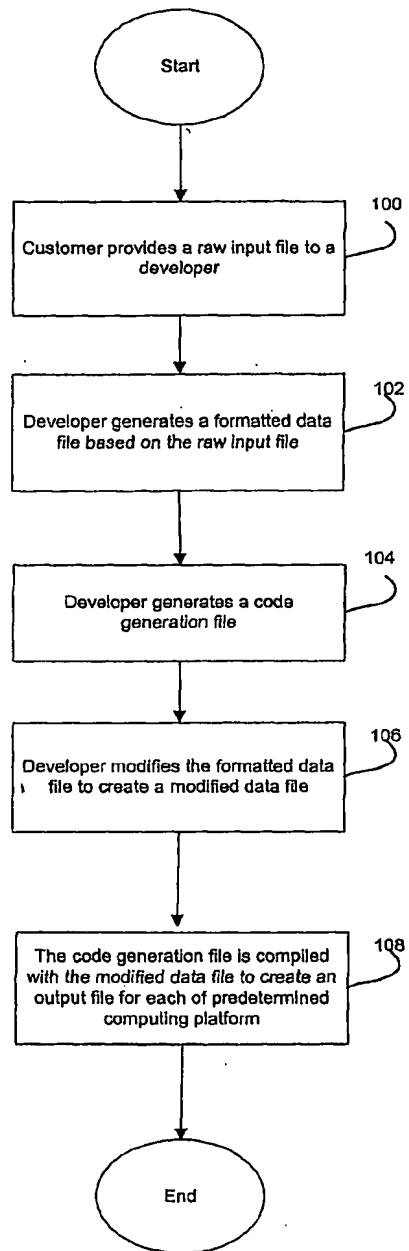 Start
100
Customer provides a raw input file to a
developer
102
Developer generates a formatted data
file based on the raw input file
104
Developer generates a code
generation file
106
Developer modifies the formatted data
file to create a modified data file
108
The code generation file is compiled
with the modified data file to create an
output file for each of predetermined
computing platform
End